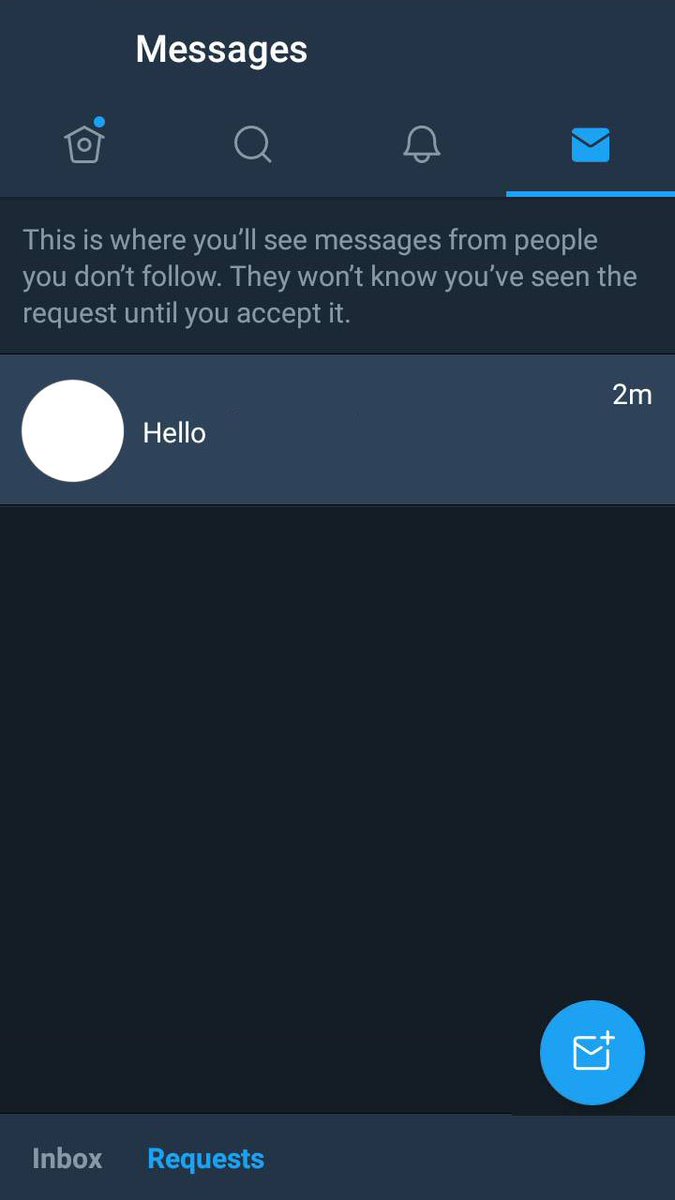 Messages
This is where you’ll see messages from people
you don’t follow. They won’t know you’ve seen the
request until you accept it.
2m
Hello
Inbox Requests